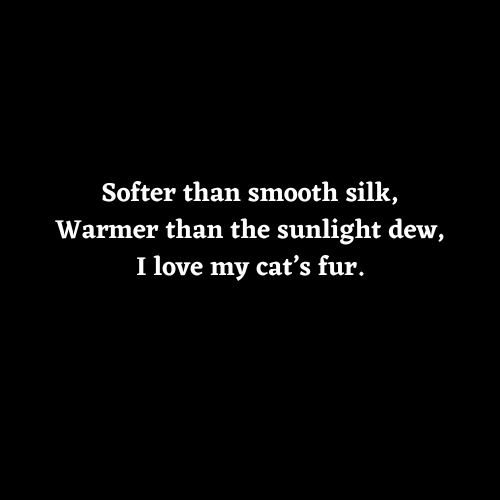 Softer than smooth silk,
Warmer than the sunlight dew,
I love my cat’s fur.